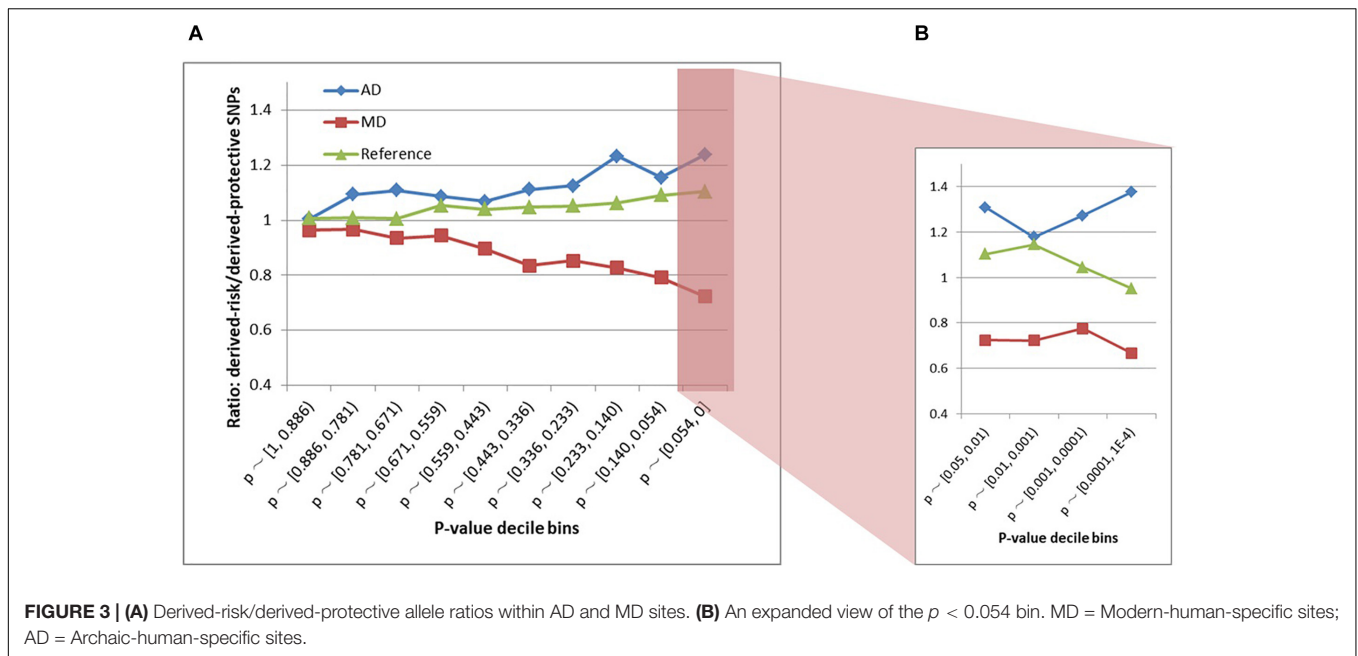 A
B
AD
MD
Reference
Ratio: derived-risk/derived-protective SNPs
1.4
1.2
1
0.8
0.6
0.4
p ~ [1, 0.886)
p ~ [0.886, 0.781)
p ~ [0.781, 0.671)
p ~ [0.671, 0.559)
p ~ [0.559, 0.443)
p ~ [0.443, 0.336)
p ~ [0.336, 0.233)
p ~ [0.233, 0.140)
p ~ [0.140, 0.054)
p ~ [0.054, 0]
P-value decile bins
1.4
1.2
1
0.8
0.6
0.4
p ~ [0.05, 0.01)
p ~ [0.01, 0.001)
p ~ [0.001, 0.0001)
p ~ [0.0001, 1E-4)
P-value decile bins
FIGURE 3 | (A) Derived-risk/derived-protective allele ratios within AD and MD sites. (B) An expanded view of the p < 0.054 bin. MD = Modern-human-specific sites;
AD = Archaic-human-specific sites.